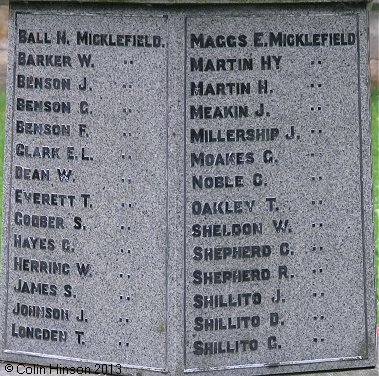 BALL H. MICKLEFIELD.
BARKER W. "
BENSON J. "
BENSON G. "
BENSON F. "
CLARK E. L. "
DEAN W. "
EVERETT T. "
GOBBER S. "
HAYES G. "
HERRING W. "
JAMES S. "
JOHNSON J. "
LONGDEN T. "
MAGGS E. MICKLEFIELD
MARTIN HY "
MARTIN H. "
MEAKIN J. "
MILLERSHIP J. "
MOAKES G. "
NOBLE C. "
OAKLEY T. "
SHELDON W. "
SHEPHERD C. "
SHEPHERD R. "
SHILLITO J. "
SHILLITO D. "
SHILLITO G. "
© Colin Hinson 2013